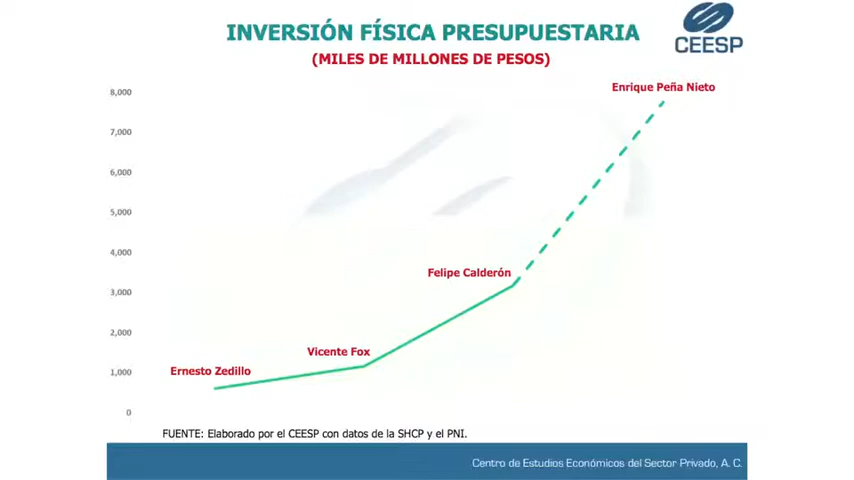 INVERSIÓN FÍSICA PRESUPUESTARIA
(MILES DE MILLONES DE PESOS)
CEESP
Enrique Peña Nieto
8,000
7,000
6,000
5,000
4,000
Felipe Calderón
3,000
2,000
Vicente Fox
1,000
Ernesto Zedillo
0
FUENTE: Elaborado por el CEESP con datos de la SHCP y el PNI.
Centro de Estudios Económicos del Sector Privado, A. C.